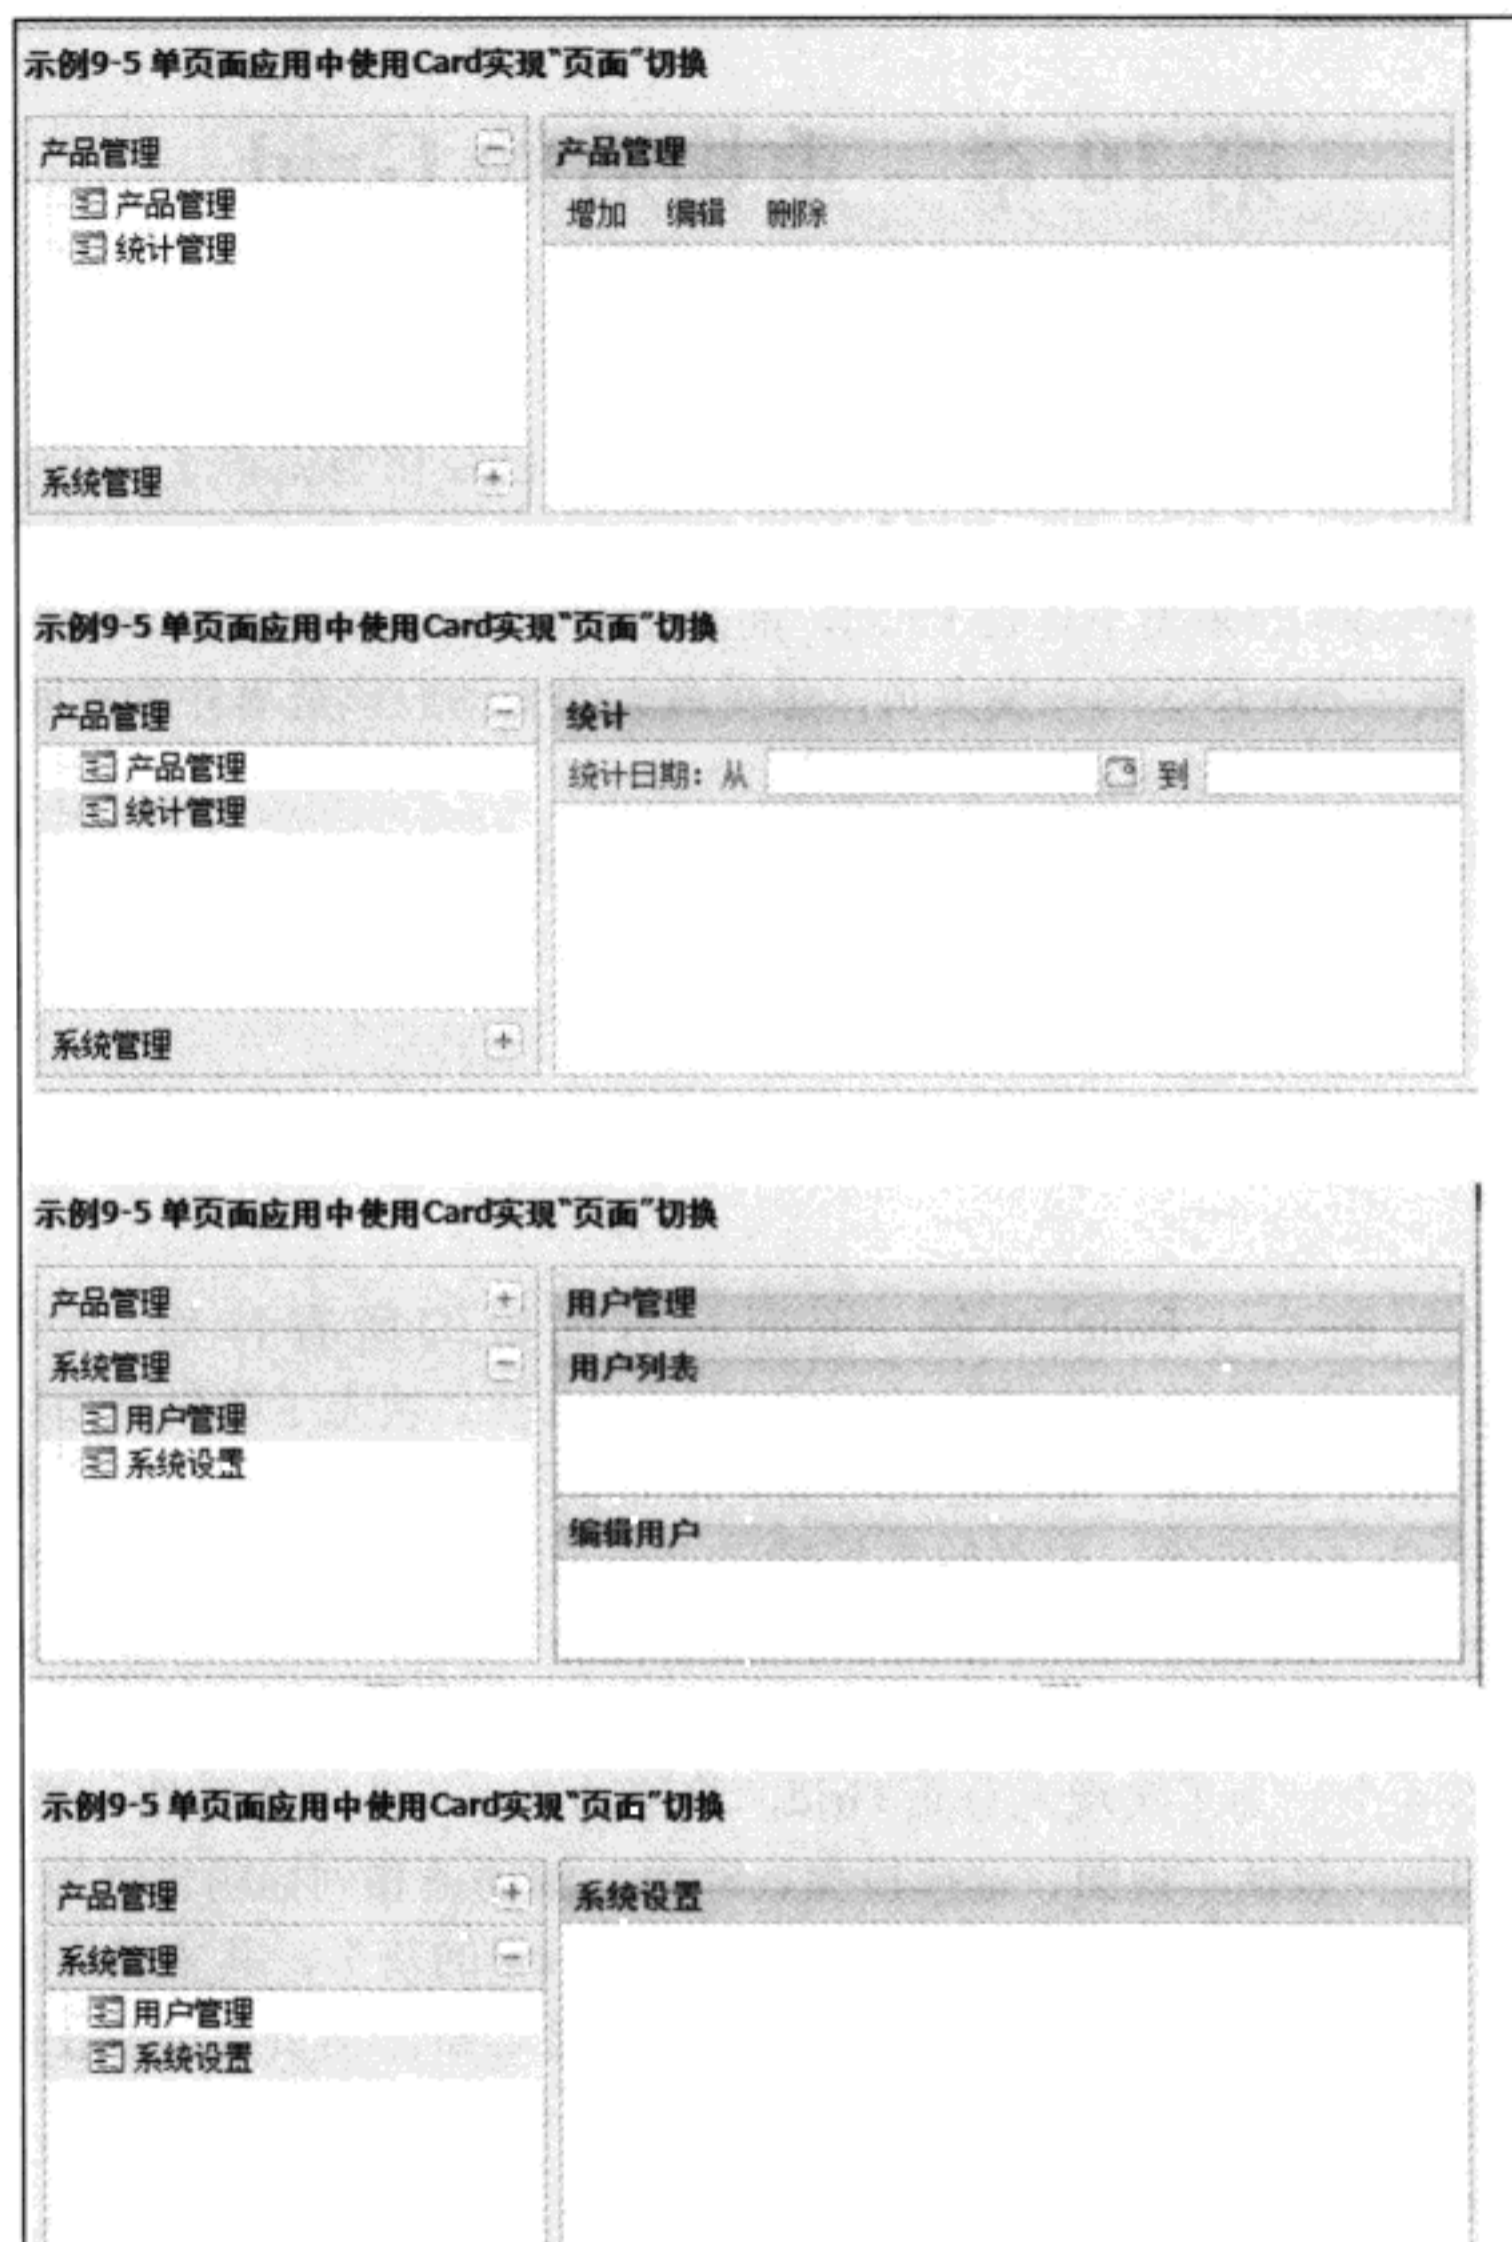 示例9-5 单页面应用中使用Card实现"页面"切换
产品管理
产品管理
统计管理
系统管理
产品管理
增加 编辑 删除
示例9-5 单页面应用中使用Card实现"页面"切换
产品管理
产品管理
统计管理
系统管理
统计
统计日期：从 到
示例9-5 单页面应用中使用Card实现"页面"切换
产品管理
系统管理
用户管理
系统设置
用户管理
用户列表
编辑用户
示例9-5 单页面应用中使用Card实现"页面"切换
产品管理
系统管理
用户管理
系统设置
系统设置